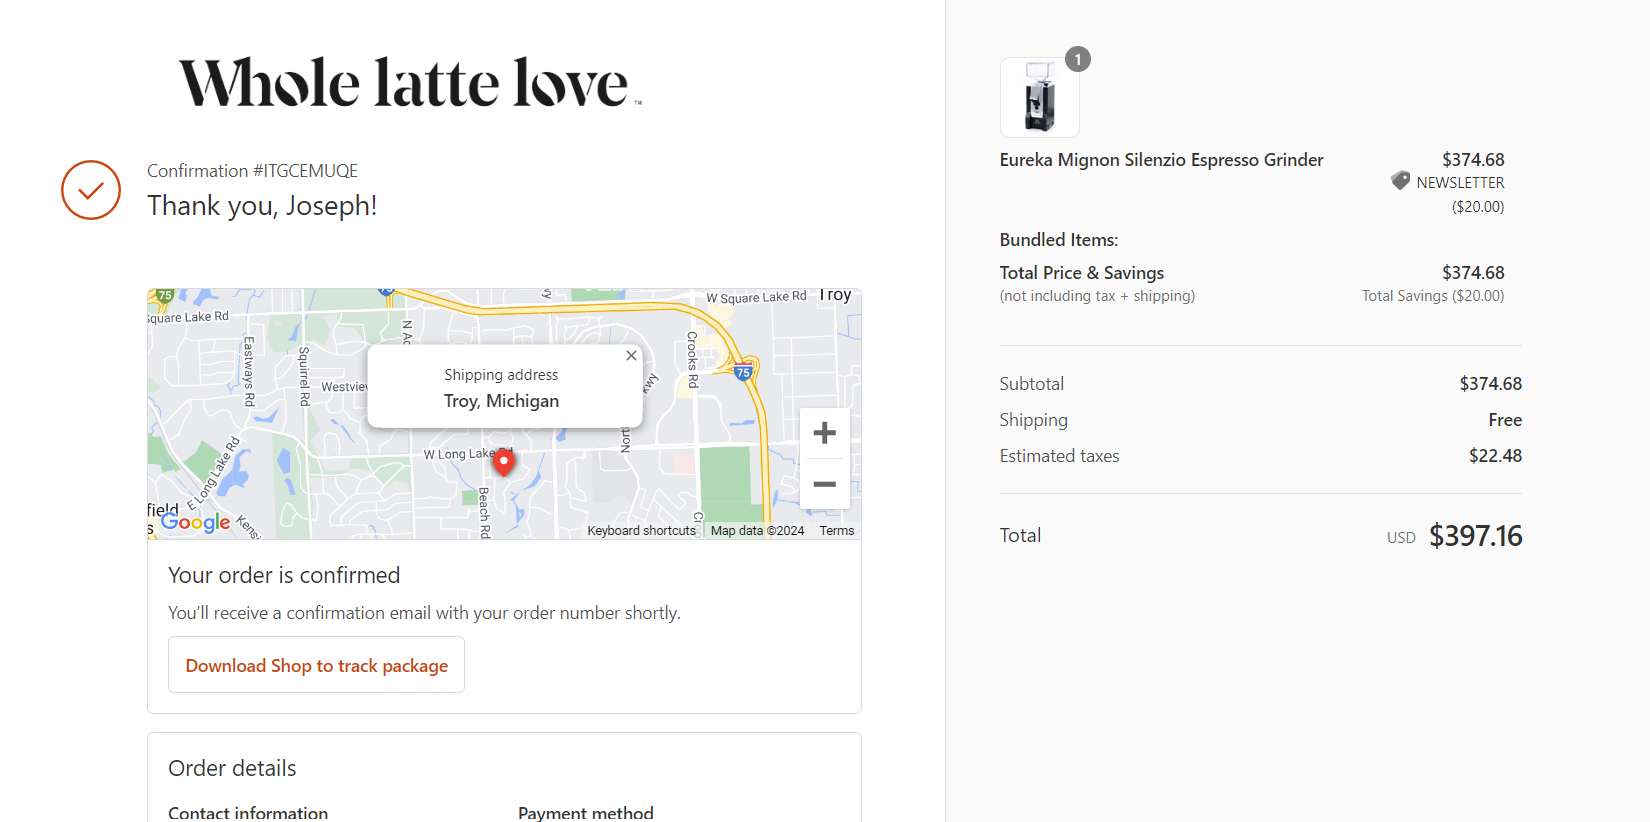 Whole latte love ™
Confirmation #ITGCEMUQE
Thank you, Joseph!
75
W Square Lake Rd
Troy
Square Lake Rd
Eastways Rd
Squirrel Rd
Westview
Crooks Rd
75
Shipping address
Troy, Michigan
W Long Lake Rd
E Long Lake Rd
Beach Rd
field
Google
Keyboard shortcuts
Map data ©2024
Terms
Your order is confirmed
You’ll receive a confirmation email with your order number shortly.
Download Shop to track package
Order details
Contact information
Payment method
1
Eureka Mignon Silenzio Espresso Grinder $374.68
NEWSLETTER
($20.00)
Bundled Items:
Total Price & Savings $374.68
(not including tax + shipping) Total Savings ($20.00)
Subtotal $374.68
Shipping Free
Estimated taxes $22.48
Total USD $397.16